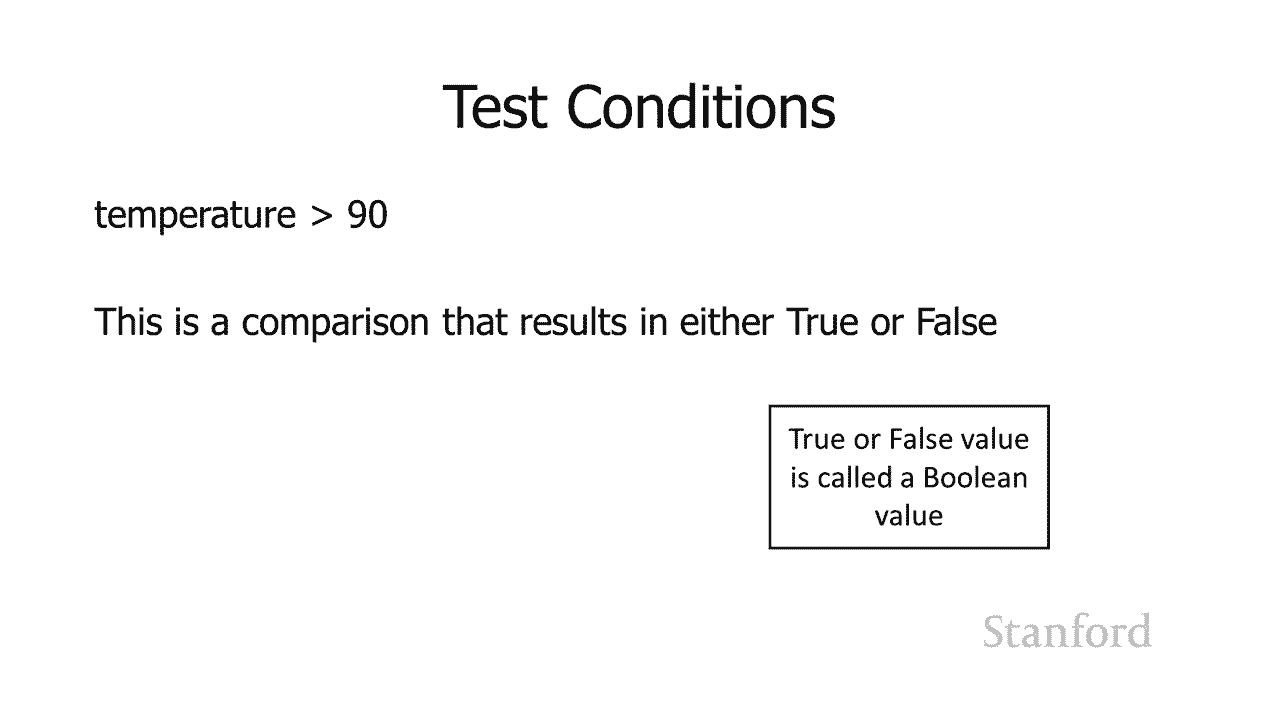 Test Conditions
temperature > 90
This is a comparison that results in either True or False
True or False value
is called a Boolean
value
Stanford